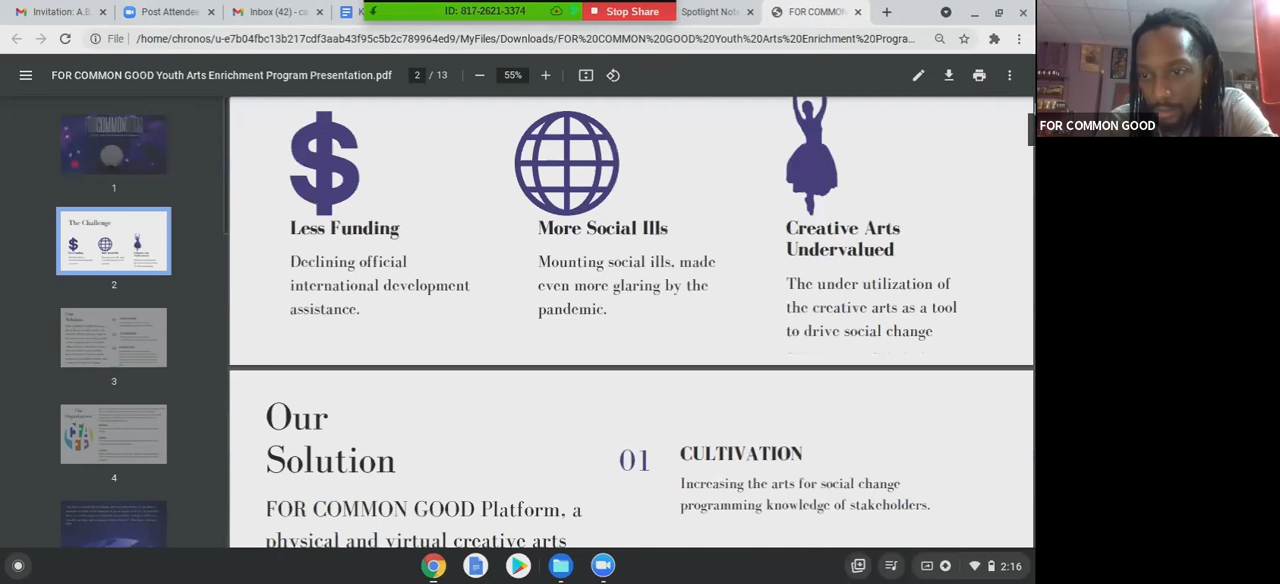 Invitation: A.B.
Post Attendee
Inbox (42) - ca
ID: 817-2621-3374
Stop Share
Spotlight Not
FOR COMMON
File
/home/chronos/u-e7b04fbc13b217cdf3aab43f95c5b2c789964ed9/MyFiles/Downloads/FOR%20COMMON%20GOOD%20Youth%20Arts%20Enrichment%20Progra...
FOR COMMON GOOD Youth Arts Enrichment Program Presentation.pdf
2 / 13
55%
FOR COMMON GOOD
1
The Challenge
2
Our
Solution
3
4
Less Funding
Declining official
international development
assistance.
More Social Ills
Mounting social ills. made
even more glaring by the
pandemic.
Creative Arts
Undervalued
The under utilization of
the creative arts as a tool
to drive social change
Our
Solution
FOR COMMON GOOD Platform, a
physical and virtual creative arts
01
CULTIVATION
Increasing the arts for social change
programming knowledge of stakeholders.
2:16